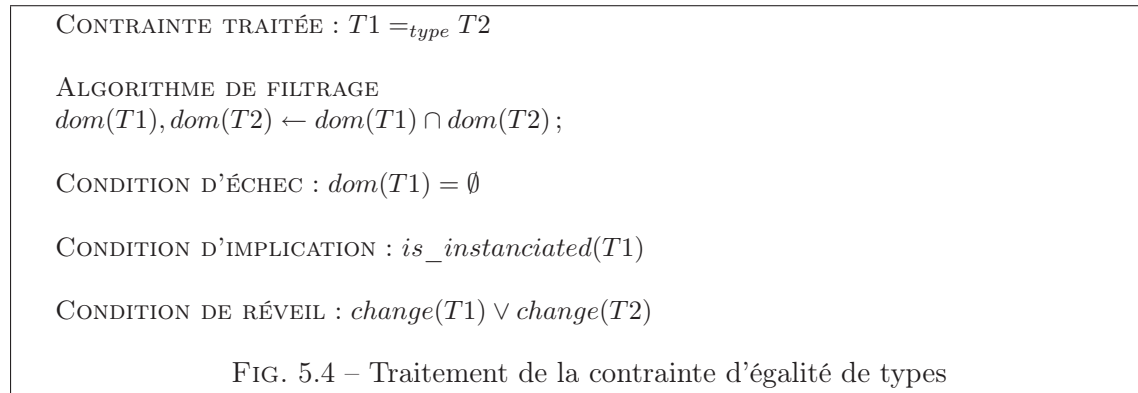 CONTRAINTE TRAITÉE : T1 =type T2
ALGORITHME DE FILTRAGE
dom(T1), dom(T2) ← dom(T1) ∩ dom(T2) ;
CONDITION D'ÉCHEC : dom(T1) = ∅
CONDITION D'IMPLICATION : is_instanciated(T1)
CONDITION DE RÉVEIL : change(T1) ∨ change(T2)
FIG. 5.4 – Traitement de la contrainte d'égalité de types